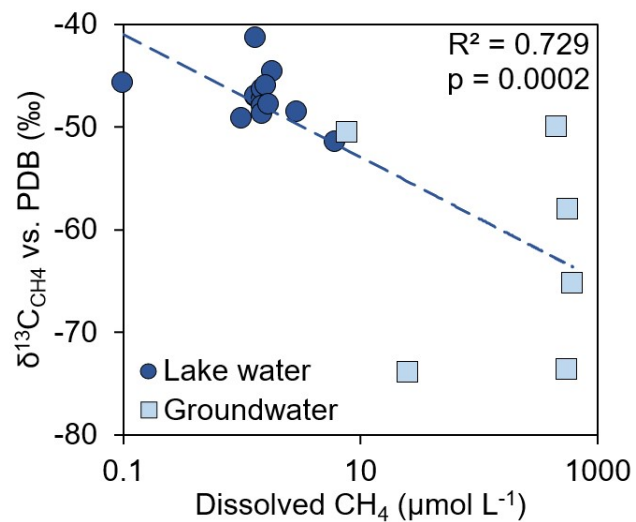 -40
-50
-60
-70
-80
δ¹³C_CH4 vs. PDB (‰)
R² = 0.729
p = 0.0002
Lake water
Groundwater
0.1
10
1000
Dissolved CH₄ (µmol L⁻¹)